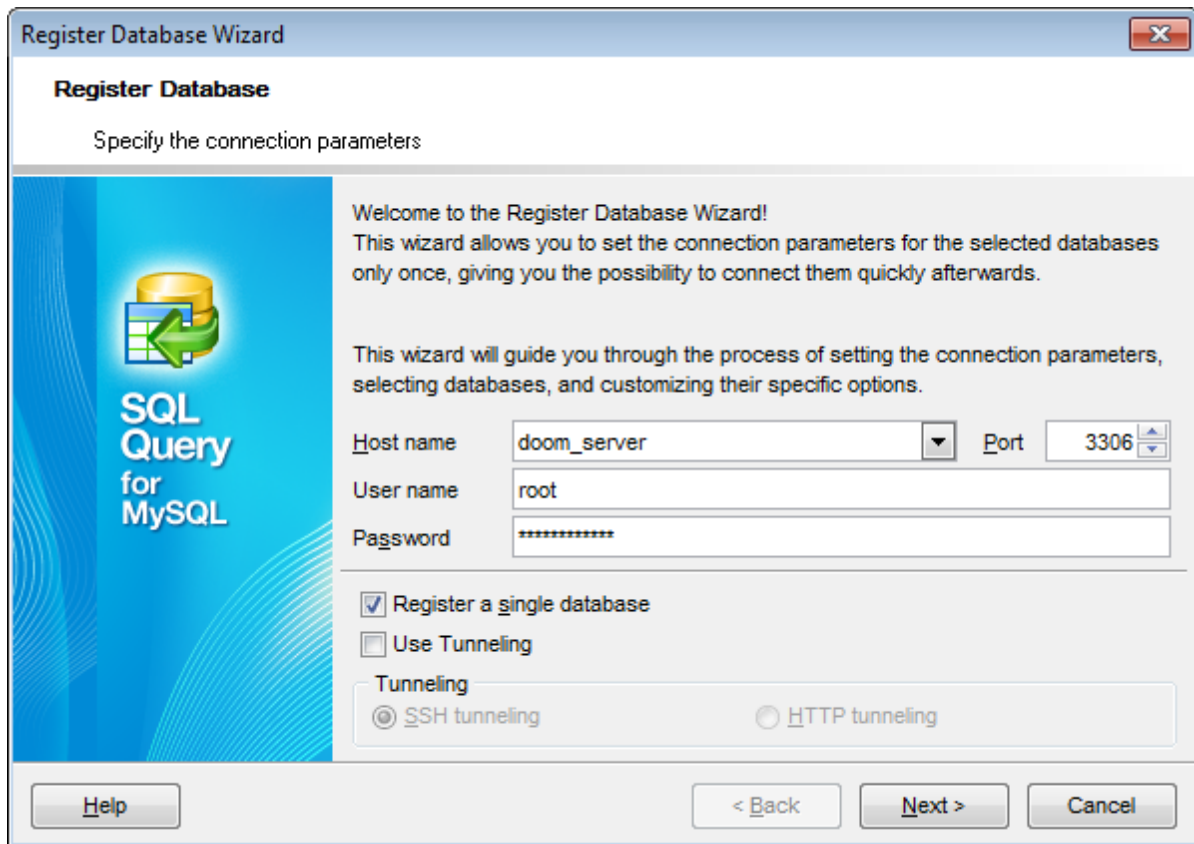 Register Database Wizard
Register Database
Specify the connection parameters
SQL
Query
for
MySQL
Welcome to the Register Database Wizard!
This wizard allows you to set the connection parameters for the selected databases
only once, giving you the possibility to connect them quickly afterwards.
This wizard will guide you through the process of setting the connection parameters,
selecting databases, and customizing their specific options.
Host name doom_server Port 3306
User name root
Password ************
Register a single database
Use Tunneling
Tunneling
SSH tunneling HTTP tunneling
Help < Back Next > Cancel